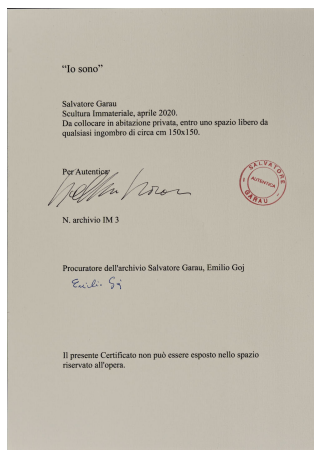 “Io sono”
Salvatore Garau
Scultura Immateriale, aprile 2020.
Da collocare in abitazione privata, entro uno spazio libero da
qualsiasi ingombro di circa cm 150x150.
Per Autentica
SALVATORE
AUTENTICA
GARAU
N. archivio IM 3
Procuratore dell'archivio Salvatore Garau, Emilio Goj
Emilio Goj
Il presente Certificato non può essere esposto nello spazio
riservato all'opera.